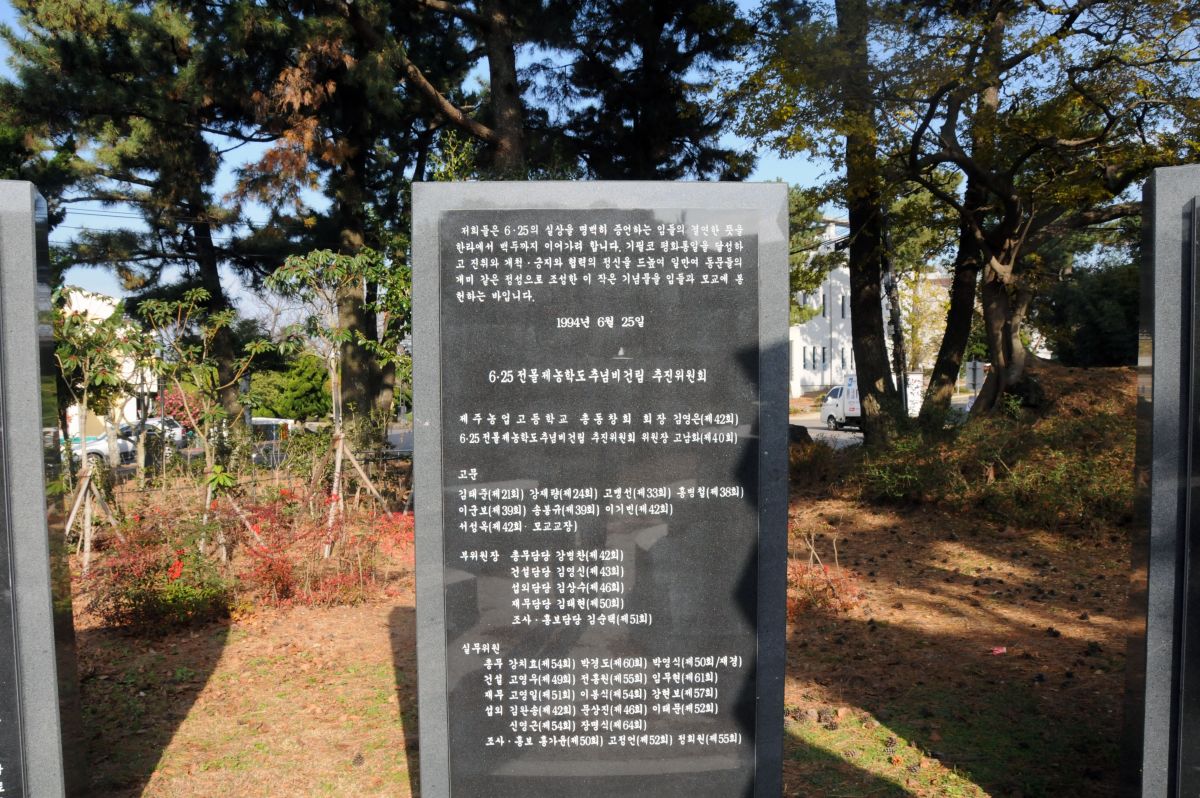 저희들은 6·25의 실상을 명백히 증언하는 임들의 결연한 뜻을
한라에서 백두까지 이어가려 합니다. 기필코 평화통일을 달성하
고 진위와 개척·긍지와 협력의 정신을 드높여 일만여 동문들의
개미 같은 정성으로 조성한 이 작은 기념물을 임들과 모교에 봉
헌하는 바입니다.
1994년 6월 25일
6·25 전몰제농학도추념비건립 추진위원회
제주농업고등학교 총동창회 회장 김영은(제42회)
6·25전몰제농학도추념비건립 추진위원회 위원장 고남화(제40회)
고문
김태준(제21회) 강재량(제24회) 고맹선(제33회) 홍병철(제38회)
이군보(제39회) 송봉규(제39회) 이기빈(제42회)
서성옥(제42회· 모교교장)
부위원장 총무담당 강병찬(제42회)
건설담당 김영신(제43회)
섭외담당 김상수(제46회)
재무담당 김태현(제50회)
조사·홍보담당 김순택(제51회)
실무위원
총무 강치효(제54회) 박경도(제60회) 박영식(제50회/재경)
건설 고영우(제49회) 전홍원(제55회) 임무현(제61회)
재무 고영일(제51회) 이봉식(제54회) 강현보(제57회)
섭외 김완송(제42회) 문상진(제46회) 이태문(제52회)
신영근(제54회) 장명식(제64회)
조사·홍보 홍가윤(제50회) 고정언(제52회) 정희원(제55회)